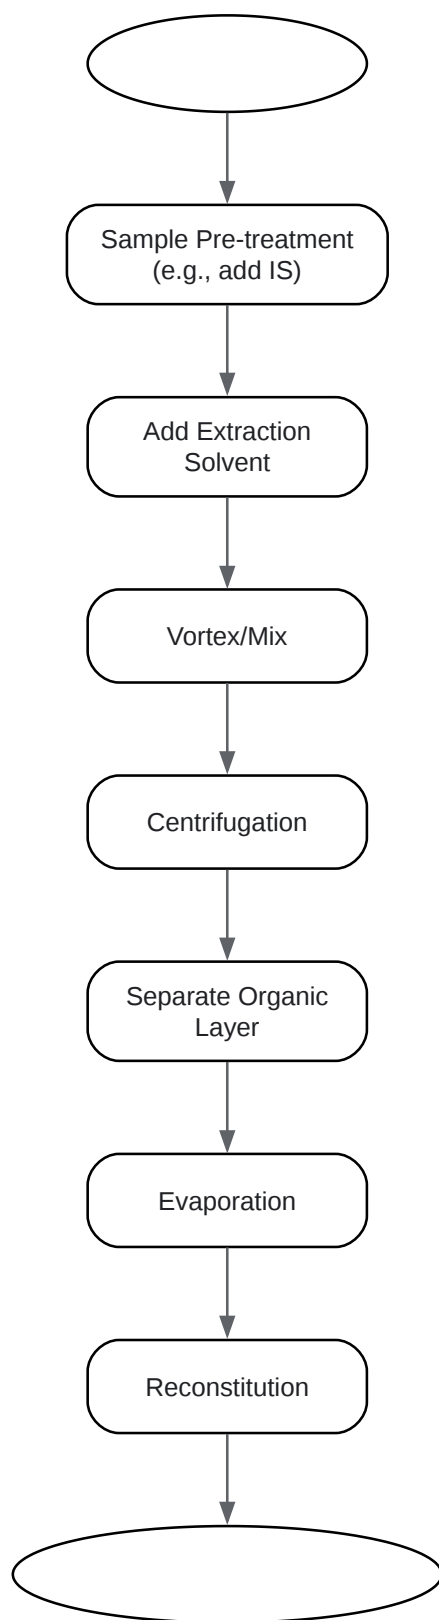 Sample Pre-treatment
(e.g., add IS)
Add Extraction
Solvent
Vortex/Mix
Centrifugation
Separate Organic
Layer
Evaporation
Reconstitution